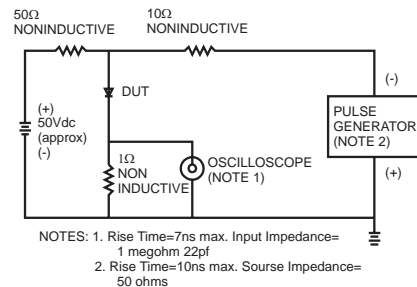 50Ω
NONINDUCTIVE
10Ω
NONINDUCTIVE
DUT
(+)
50Vdc
(approx)
(-)
1Ω
NON
INDUCTIVE
OSCILLOSCOPE
(NOTE 1)
(-)
PULSE
GENERATOR
(NOTE 2)
(+)
NOTES: 1. Rise Time=7ns max. Input Impedance=
1 megohm 22pf
2. Rise Time=10ns max. Sourse Impedance=
50 ohms